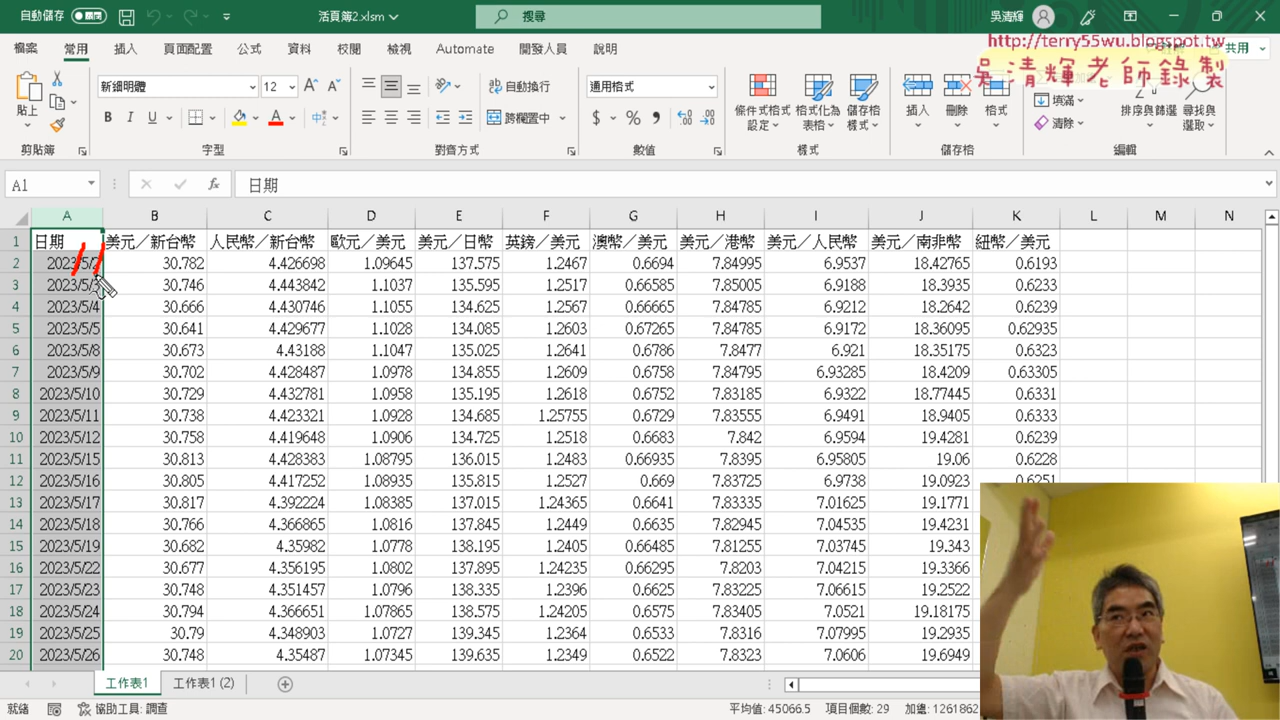 自動儲存 關閉 活頁簿2.xlsm 搜尋 吳清輝
檔案 常用 插入 頁面配置 公式 資料 校閱 檢視 Automate 開發人員 說明 共用
http://terry55wu.blogspot.tw
吳清輝老師錄製
貼上 新細明體 12 自動換行 通用格式 條件式格式 格式化為 儲存格 插入 刪除 格式 填滿 排序與篩選 尋找與
B I U 跨欄置中 $ % 設定 表格 樣式 清除 選取
剪貼簿 字型 對齊方式 數值 樣式 儲存格 編輯
A1 fx 日期
A B C D E F G H I J K L M N
1 日期 美元／新台幣 人民幣／新台幣 歐元／美元 美元／日幣 英鎊／美元 澳幣／美元 美元／港幣 美元／人民幣 美元／南非幣 紐幣／美元
2 2023/5/2 30.782 4.426698 1.09645 137.575 1.2467 0.6694 7.84995 6.9537 18.42765 0.6193
3 2023/5/3 30.746 4.443842 1.1037 135.595 1.2517 0.66585 7.85005 6.9188 18.3935 0.6233
4 2023/5/4 30.666 4.430746 1.1055 134.625 1.2567 0.66665 7.84785 6.9212 18.2642 0.6239
5 2023/5/5 30.641 4.429677 1.1028 134.085 1.2603 0.67265 7.84785 6.9172 18.36095 0.62935
6 2023/5/8 30.673 4.43188 1.1047 135.025 1.2641 0.6786 7.8477 6.921 18.35175 0.6323
7 2023/5/9 30.702 4.428487 1.0978 134.855 1.2609 0.6758 7.84795 6.93285 18.4209 0.63305
8 2023/5/10 30.729 4.432781 1.0958 135.195 1.2618 0.6752 7.83185 6.9322 18.77445 0.6331
9 2023/5/11 30.738 4.423321 1.0928 134.685 1.25755 0.6729 7.83555 6.9491 18.9405 0.6333
10 2023/5/12 30.758 4.419648 1.0906 134.725 1.2518 0.6683 7.842 6.9594 19.4281 0.6239
11 2023/5/15 30.813 4.428383 1.08795 136.015 1.2483 0.66935 7.8395 6.95805 19.06 0.6228
12 2023/5/16 30.805 4.417252 1.08935 135.815 1.2527 0.669 7.83725 6.9738 19.0923 0.6251
13 2023/5/17 30.817 4.392224 1.08385 137.015 1.24365 0.6641 7.83335 7.01625 19.1771
14 2023/5/18 30.766 4.366865 1.0816 137.845 1.2449 0.6635 7.82945 7.04535 19.4231
15 2023/5/19 30.682 4.35982 1.0778 138.195 1.2405 0.66485 7.81255 7.03745 19.343
16 2023/5/22 30.677 4.356195 1.0802 137.895 1.24235 0.66295 7.8203 7.04215 19.3366
17 2023/5/23 30.748 4.351457 1.0796 138.335 1.2396 0.6625 7.83225 7.06615 19.2522
18 2023/5/24 30.794 4.366651 1.07865 138.575 1.24205 0.6575 7.83405 7.0521 19.18175
19 2023/5/25 30.79 4.348903 1.0727 139.345 1.2364 0.6533 7.8316 7.07995 19.2935
20 2023/5/26 30.748 4.35487 1.07345 139.635 1.2349 0.6522 7.8323 7.0606 19.6949
工作表1 工作表1 (2)
就緒 協助工具: 調查 平均值: 45066.5 項目個數: 29 加總: 1261862